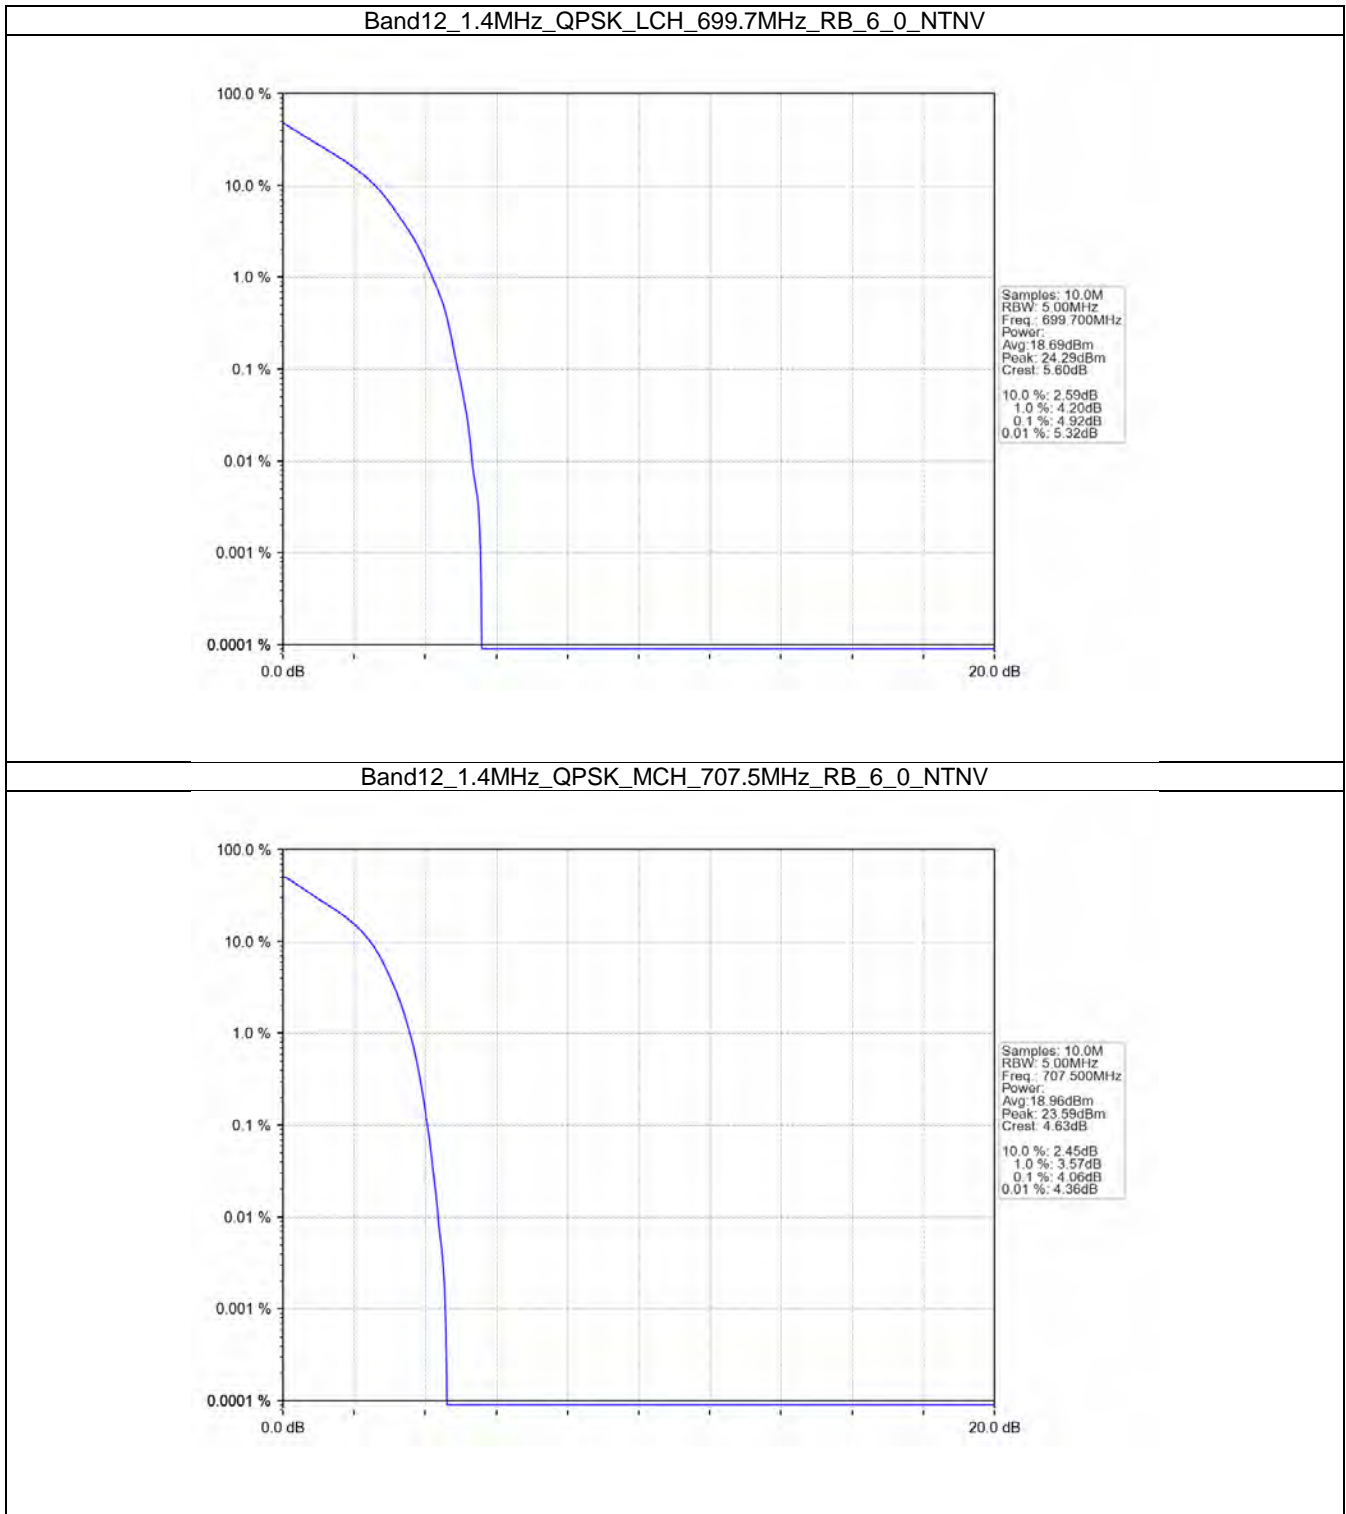 Band12_1.4MHz_QPSK_LCH_699.7MHz_RB_6_0_NTNV
100.0 %
10.0 %
1.0 %
0.1 %
0.01 %
0.001 %
0.0001 %
0.0 dB
20.0 dB
Samples: 10.0M
RBW: 5.00MHz
Freq.: 699.700MHz
Power:
Avg:18.69dBm
Peak: 24.29dBm
Crest: 5.60dB
10.0 %: 2.59dB
1.0 %: 4.20dB
0.1 %: 4.92dB
0.01 %: 5.32dB
Band12_1.4MHz_QPSK_MCH_707.5MHz_RB_6_0_NTNV
100.0 %
10.0 %
1.0 %
0.1 %
0.01 %
0.001 %
0.0001 %
0.0 dB
20.0 dB
Samples: 10.0M
RBW: 5.00MHz
Freq.: 707.500MHz
Power:
Avg:18.96dBm
Peak: 23.59dBm
Crest: 4.63dB
10.0 %: 2.45dB
1.0 %: 3.57dB
0.1 %: 4.06dB
0.01 %: 4.36dB